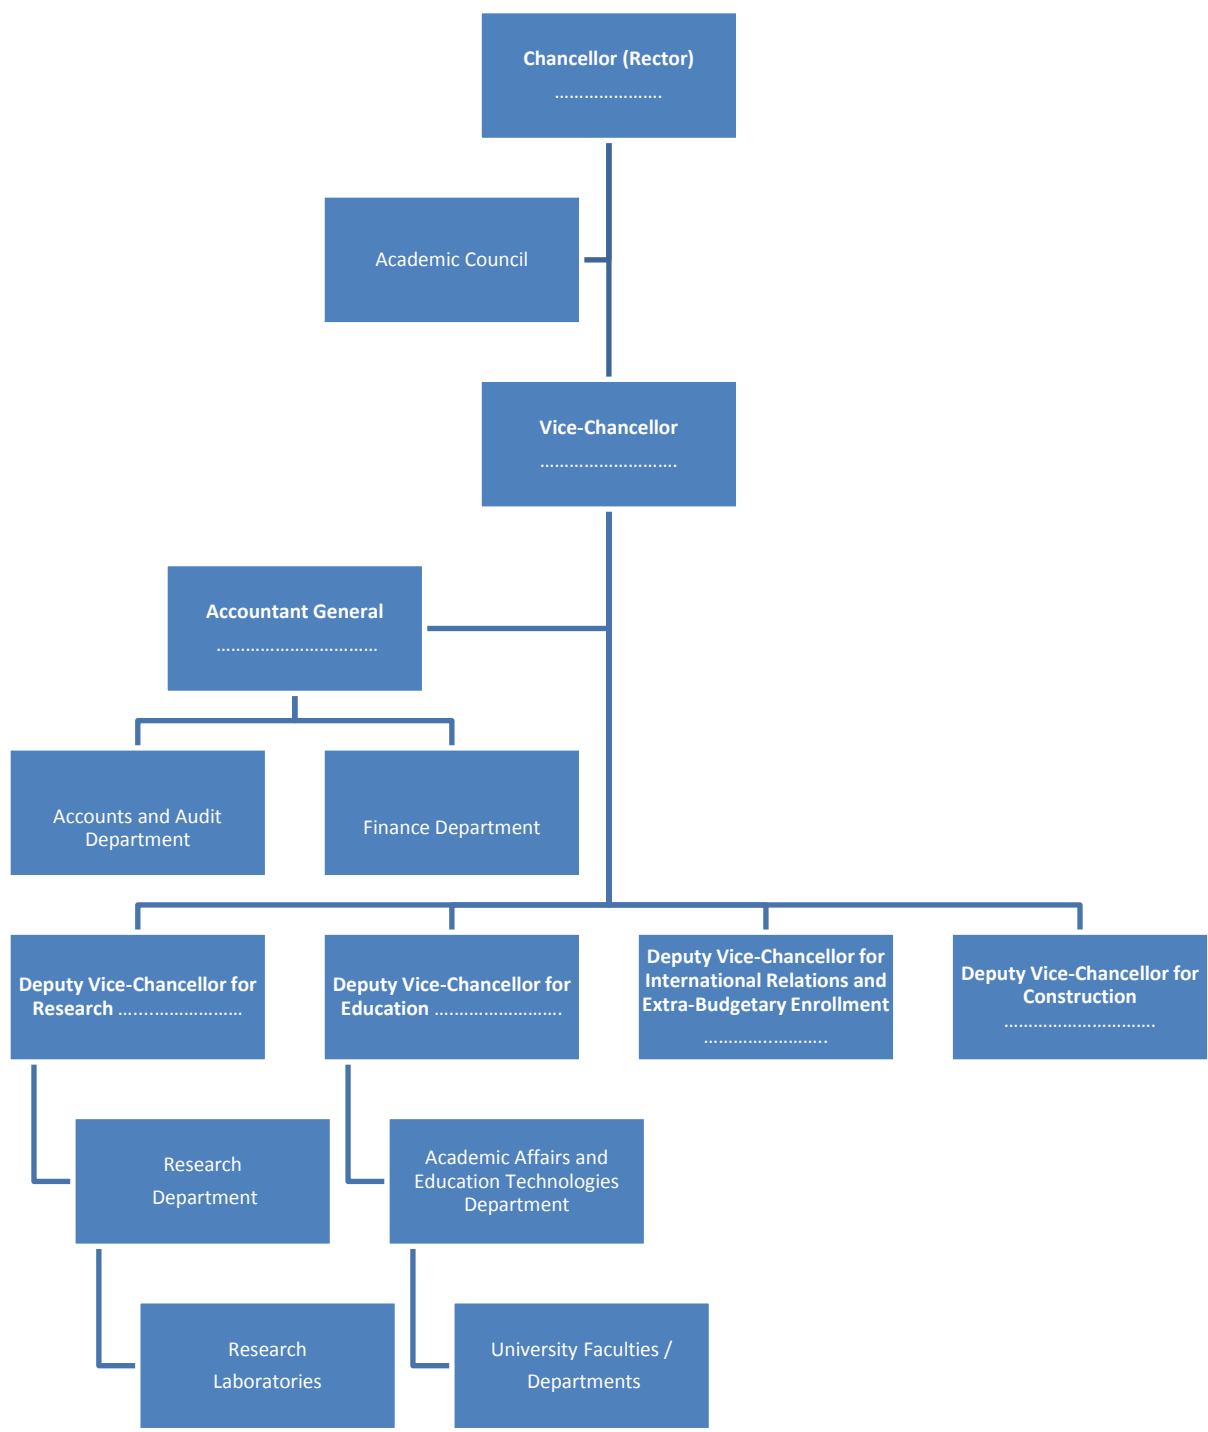 Chancellor (Rector)
………………….
Academic Council
Vice-Chancellor
……………………….
Accountant General
……………………………
Accounts and Audit
Department
Finance Department
Deputy Vice-Chancellor for
Research …....………………
Deputy Vice-Chancellor for
Education ….………………….
Deputy Vice-Chancellor for
International Relations and
Extra-Budgetary Enrollment
…………..………..
Deputy Vice-Chancellor for
Construction
………………………….
Research
Department
Academic Affairs and
Education Technologies
Department
Research
Laboratories
University Faculties /
Departments